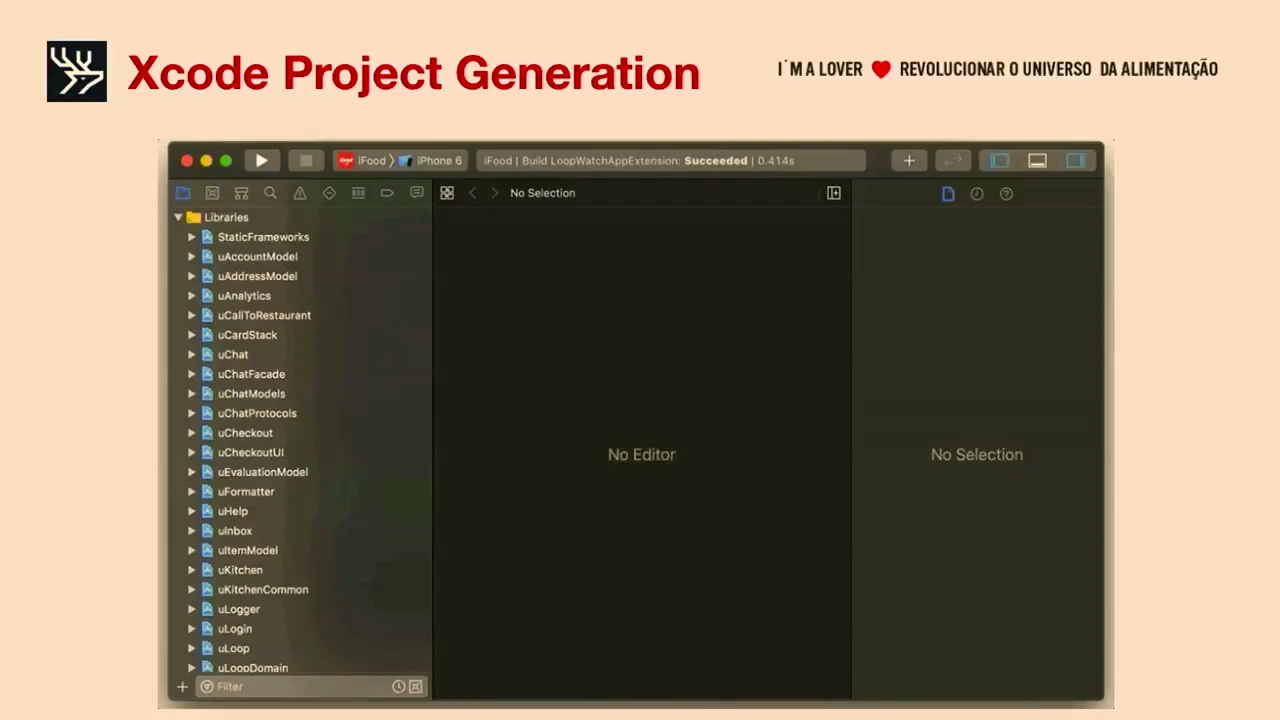 Xcode Project Generation
I´M A LOVER ❤ REVOLUCIONAR O UNIVERSO DA ALIMENTAÇÃO
iFood 〉 iPhone 6
iFood | Build LoopWatchAppExtension: Succeeded | 0.414s
No Selection
Libraries
StaticFrameworks
uAccountModel
uAddressModel
uAnalytics
uCallToRestaurant
uCardStack
uChat
uChatFacade
uChatModels
uChatProtocols
uCheckout
uCheckoutUI
uEvaluationModel
uFormatter
uHelp
uInbox
uItemModel
uKitchen
uKitchenCommon
uLogger
uLogin
uLoop
uLoopDomain
Filter
No Editor
No Selection